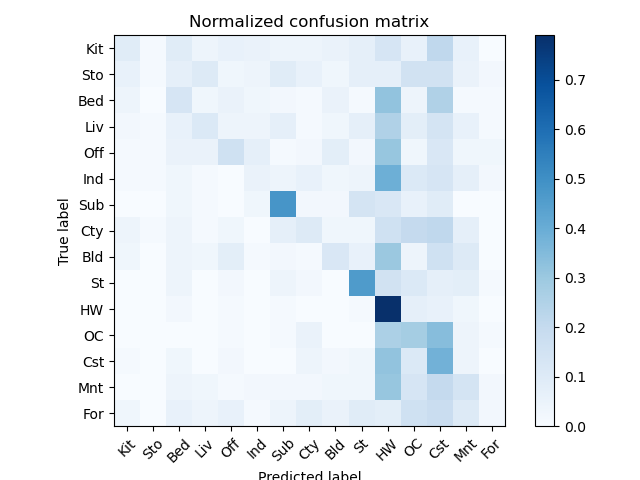 Normalized confusion matrix
True label
Kit
Sto
Bed
Liv
Off
Ind
Sub
Cty
Bld
St
HW
OC
Cst
Mnt
For
Kit Sto Bed Liv Off Ind Sub Cty Bld St HW OC Cst Mnt For
Predicted label
0.7
0.6
0.5
0.4
0.3
0.2
0.1
0.0